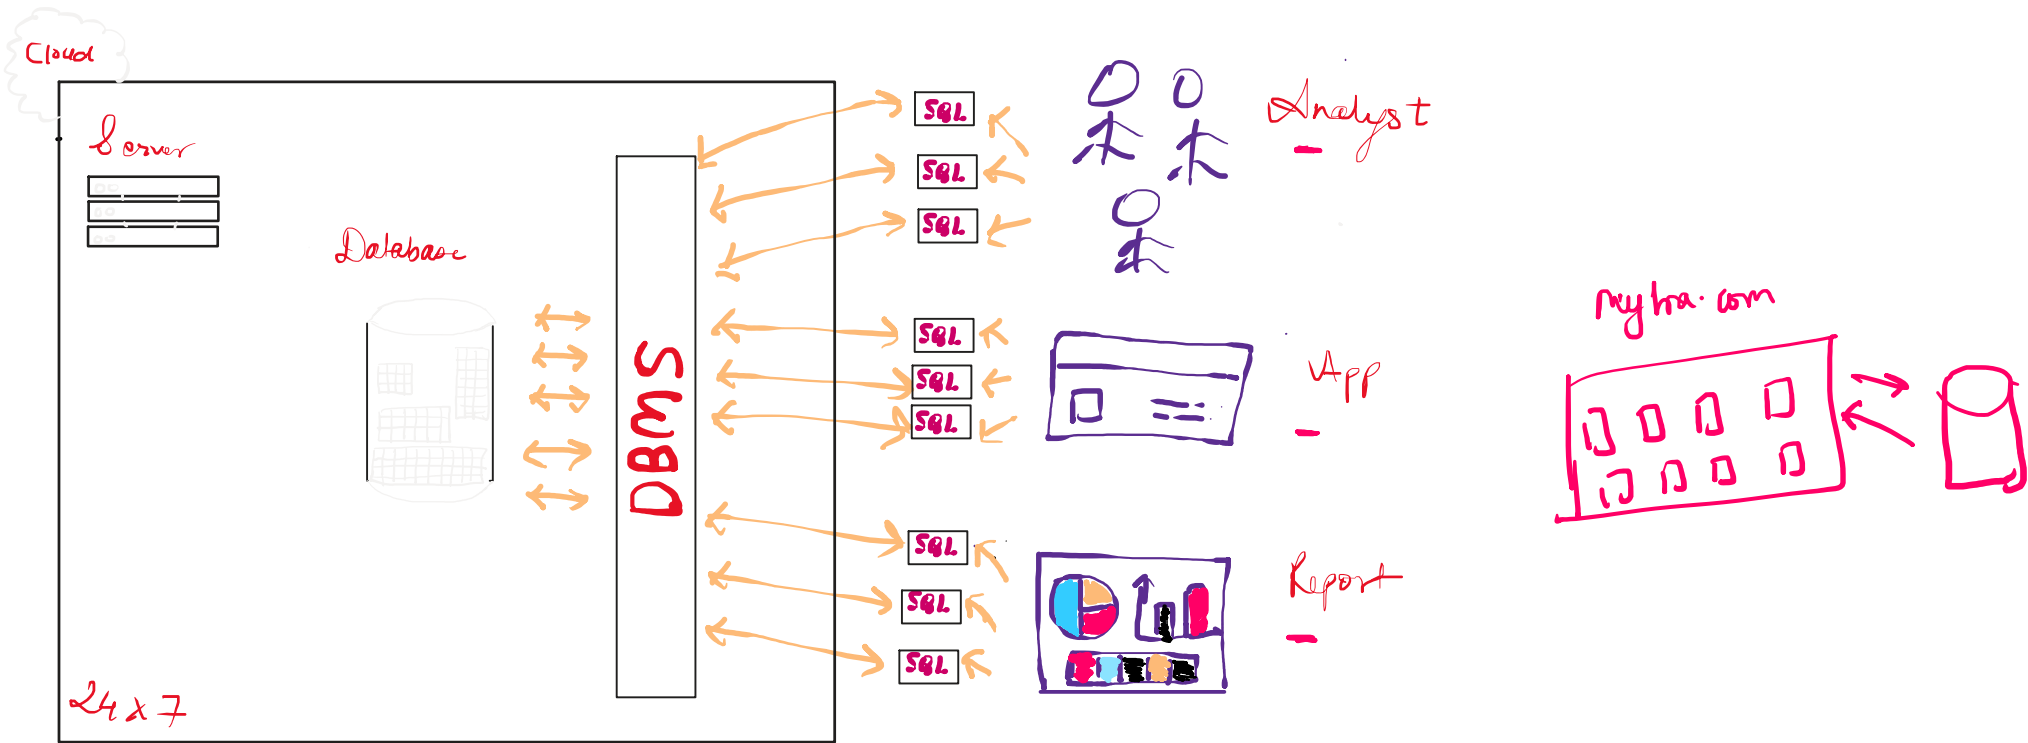 Cloud
Server
Database
DBMS
24x7
SQL
SQL
SQL
Analyst
SQL
SQL
SQL
App
SQL
SQL
SQL
Report
myntra.com